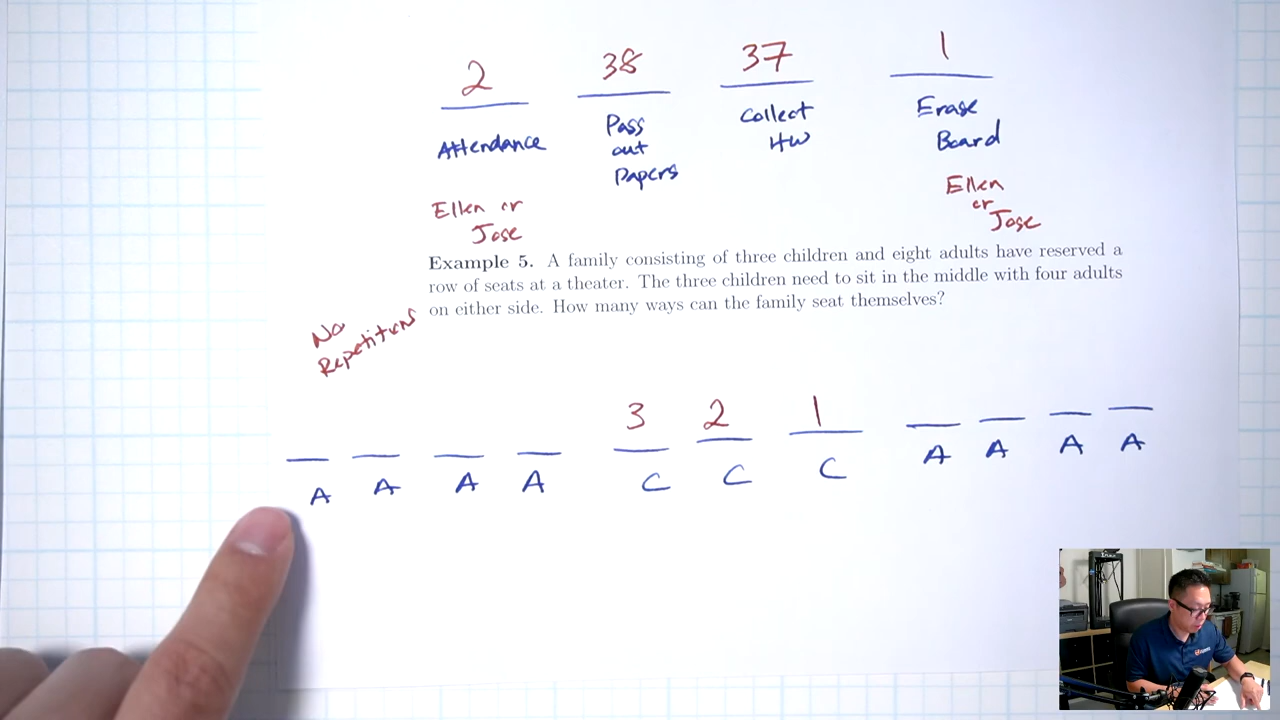 2 38 37 1
Attendance Pass out Papers Collect HW Erase Board
Ellen or Jose Ellen or Jose
Example 5. A family consisting of three children and eight adults have reserved a
row of seats at a theater. The three children need to sit in the middle with four adults
on either side. How many ways can the family seat themselves?
No
Repetitions
3 2 1
A A A A C C C A A A A